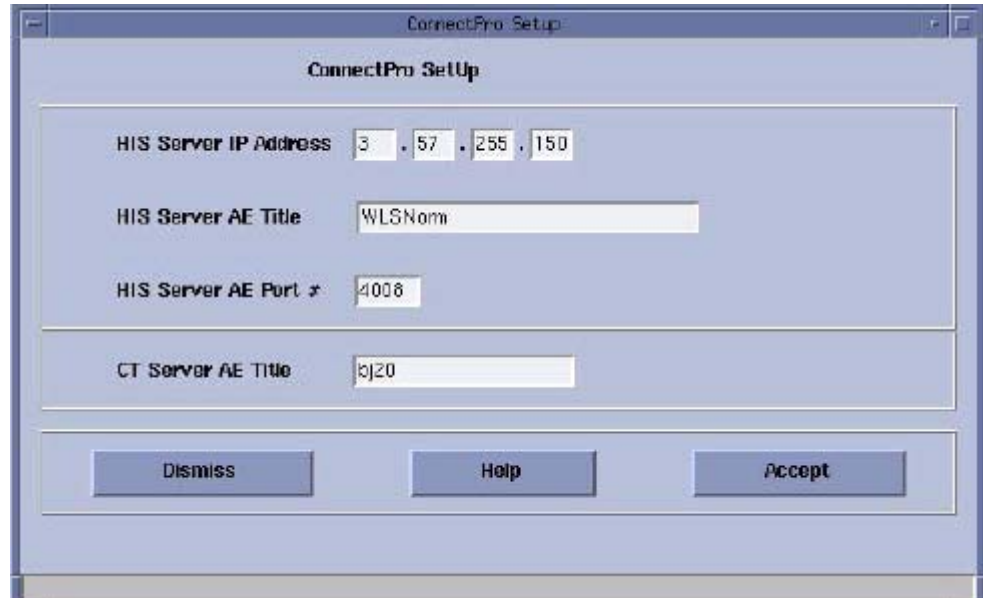 ConnectPro Setup
ConnectPro SetUp
HIS Server IP Address 3 . 57 . 255 . 150
HIS Server AE Title WLSNorm
HIS Server AE Port # 4008
CT Server AE Title bj20
Dismiss Help Accept